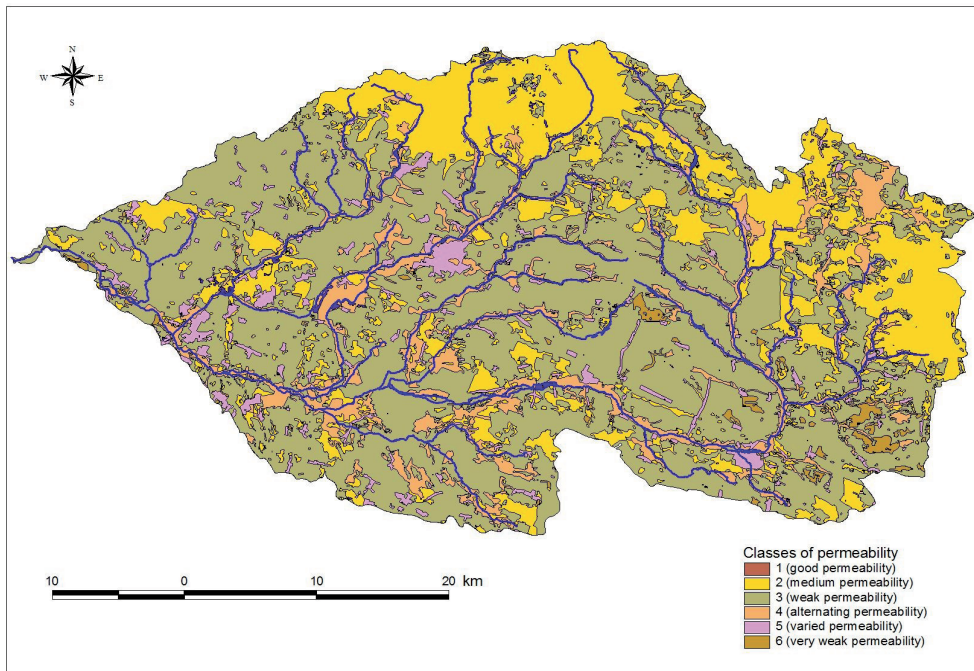 N
W E
S
10 0 10 20 km
Classes of permeability
1 (good permeability)
2 (medium permeability)
3 (weak permeability)
4 (alternating permeability)
5 (varied permeability)
6 (very weak permeability)